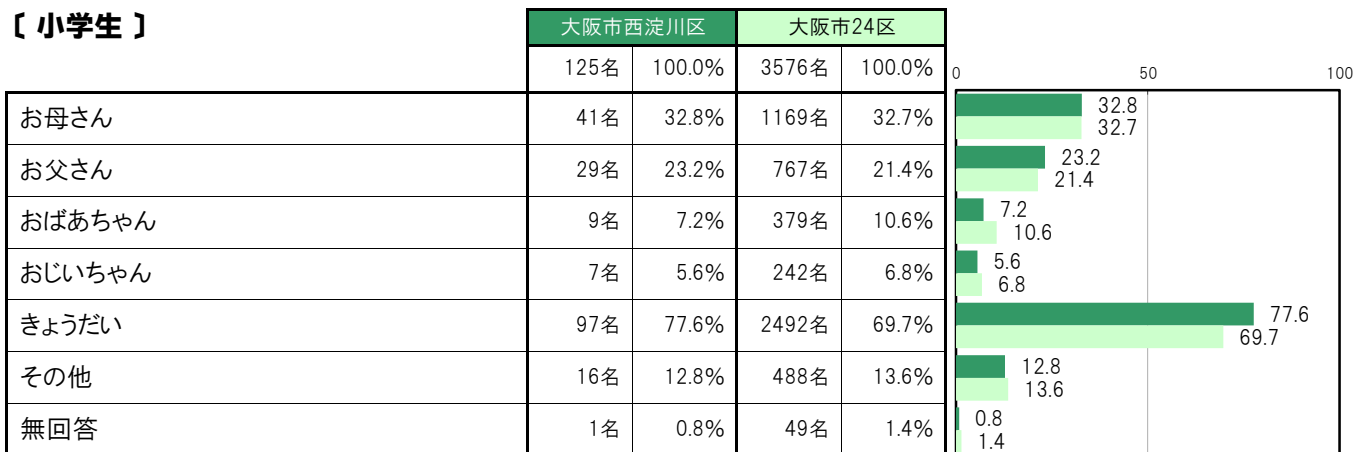 〔 小学生 〕
大阪市西淀川区 大阪市24区
125名 100.0% 3576名 100.0% 0 50 100
お母さん 41名 32.8% 1169名 32.7% 32.8
32.7
お父さん 29名 23.2% 767名 21.4% 23.2
21.4
おばあちゃん 9名 7.2% 379名 10.6% 7.2
10.6
おじいちゃん 7名 5.6% 242名 6.8% 5.6
6.8
きょうだい 97名 77.6% 2492名 69.7% 77.6
69.7
その他 16名 12.8% 488名 13.6% 12.8
13.6
無回答 1名 0.8% 49名 1.4% 0.8
1.4